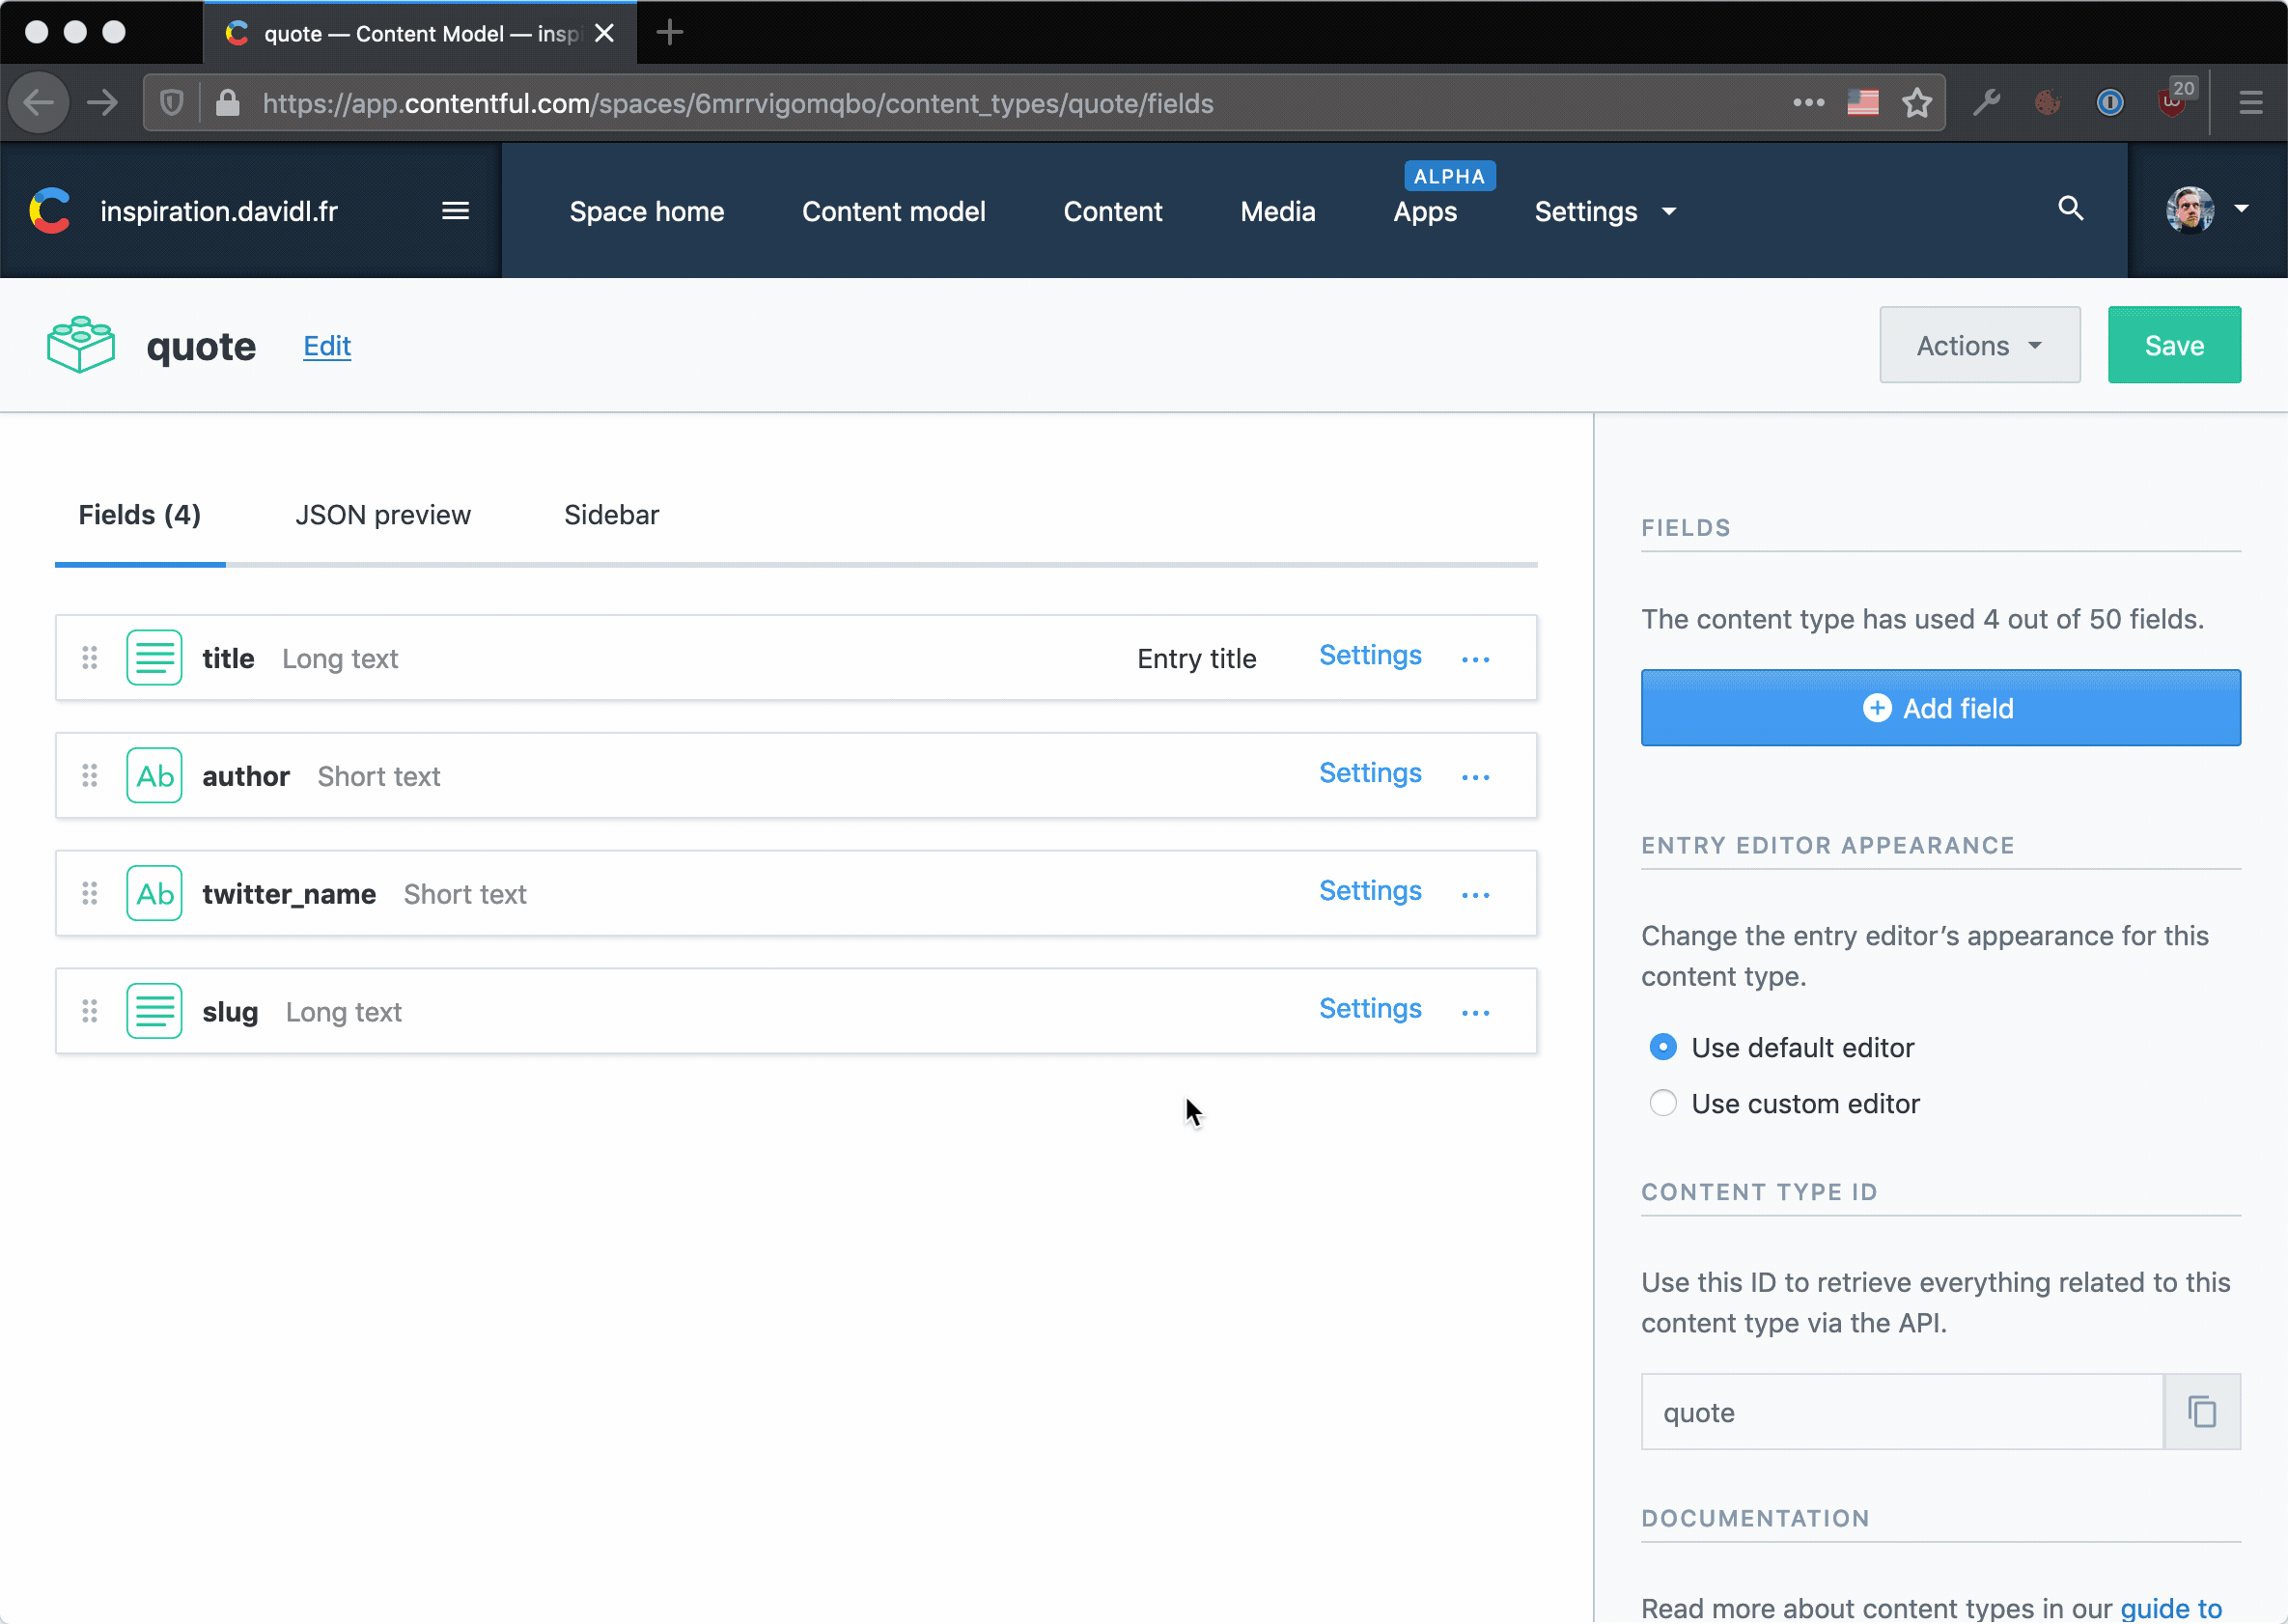 quote — Content Model — insp
https://app.contentful.com/spaces/6mrrvigomqbo/content_types/quote/fields
20
inspiration.davidl.fr
Space home
Content model
Content
Media
ALPHA
Apps
Settings
quote
Edit
Actions
Save
Fields (4)
JSON preview
Sidebar
title Long text Entry title Settings ...
Ab author Short text Settings ...
Ab twitter_name Short text Settings ...
slug Long text Settings ...
FIELDS
The content type has used 4 out of 50 fields.
Add field
ENTRY EDITOR APPEARANCE
Change the entry editor’s appearance for this
content type.
Use default editor
Use custom editor
CONTENT TYPE ID
Use this ID to retrieve everything related to this
content type via the API.
quote
DOCUMENTATION
Read more about content types in our guide to